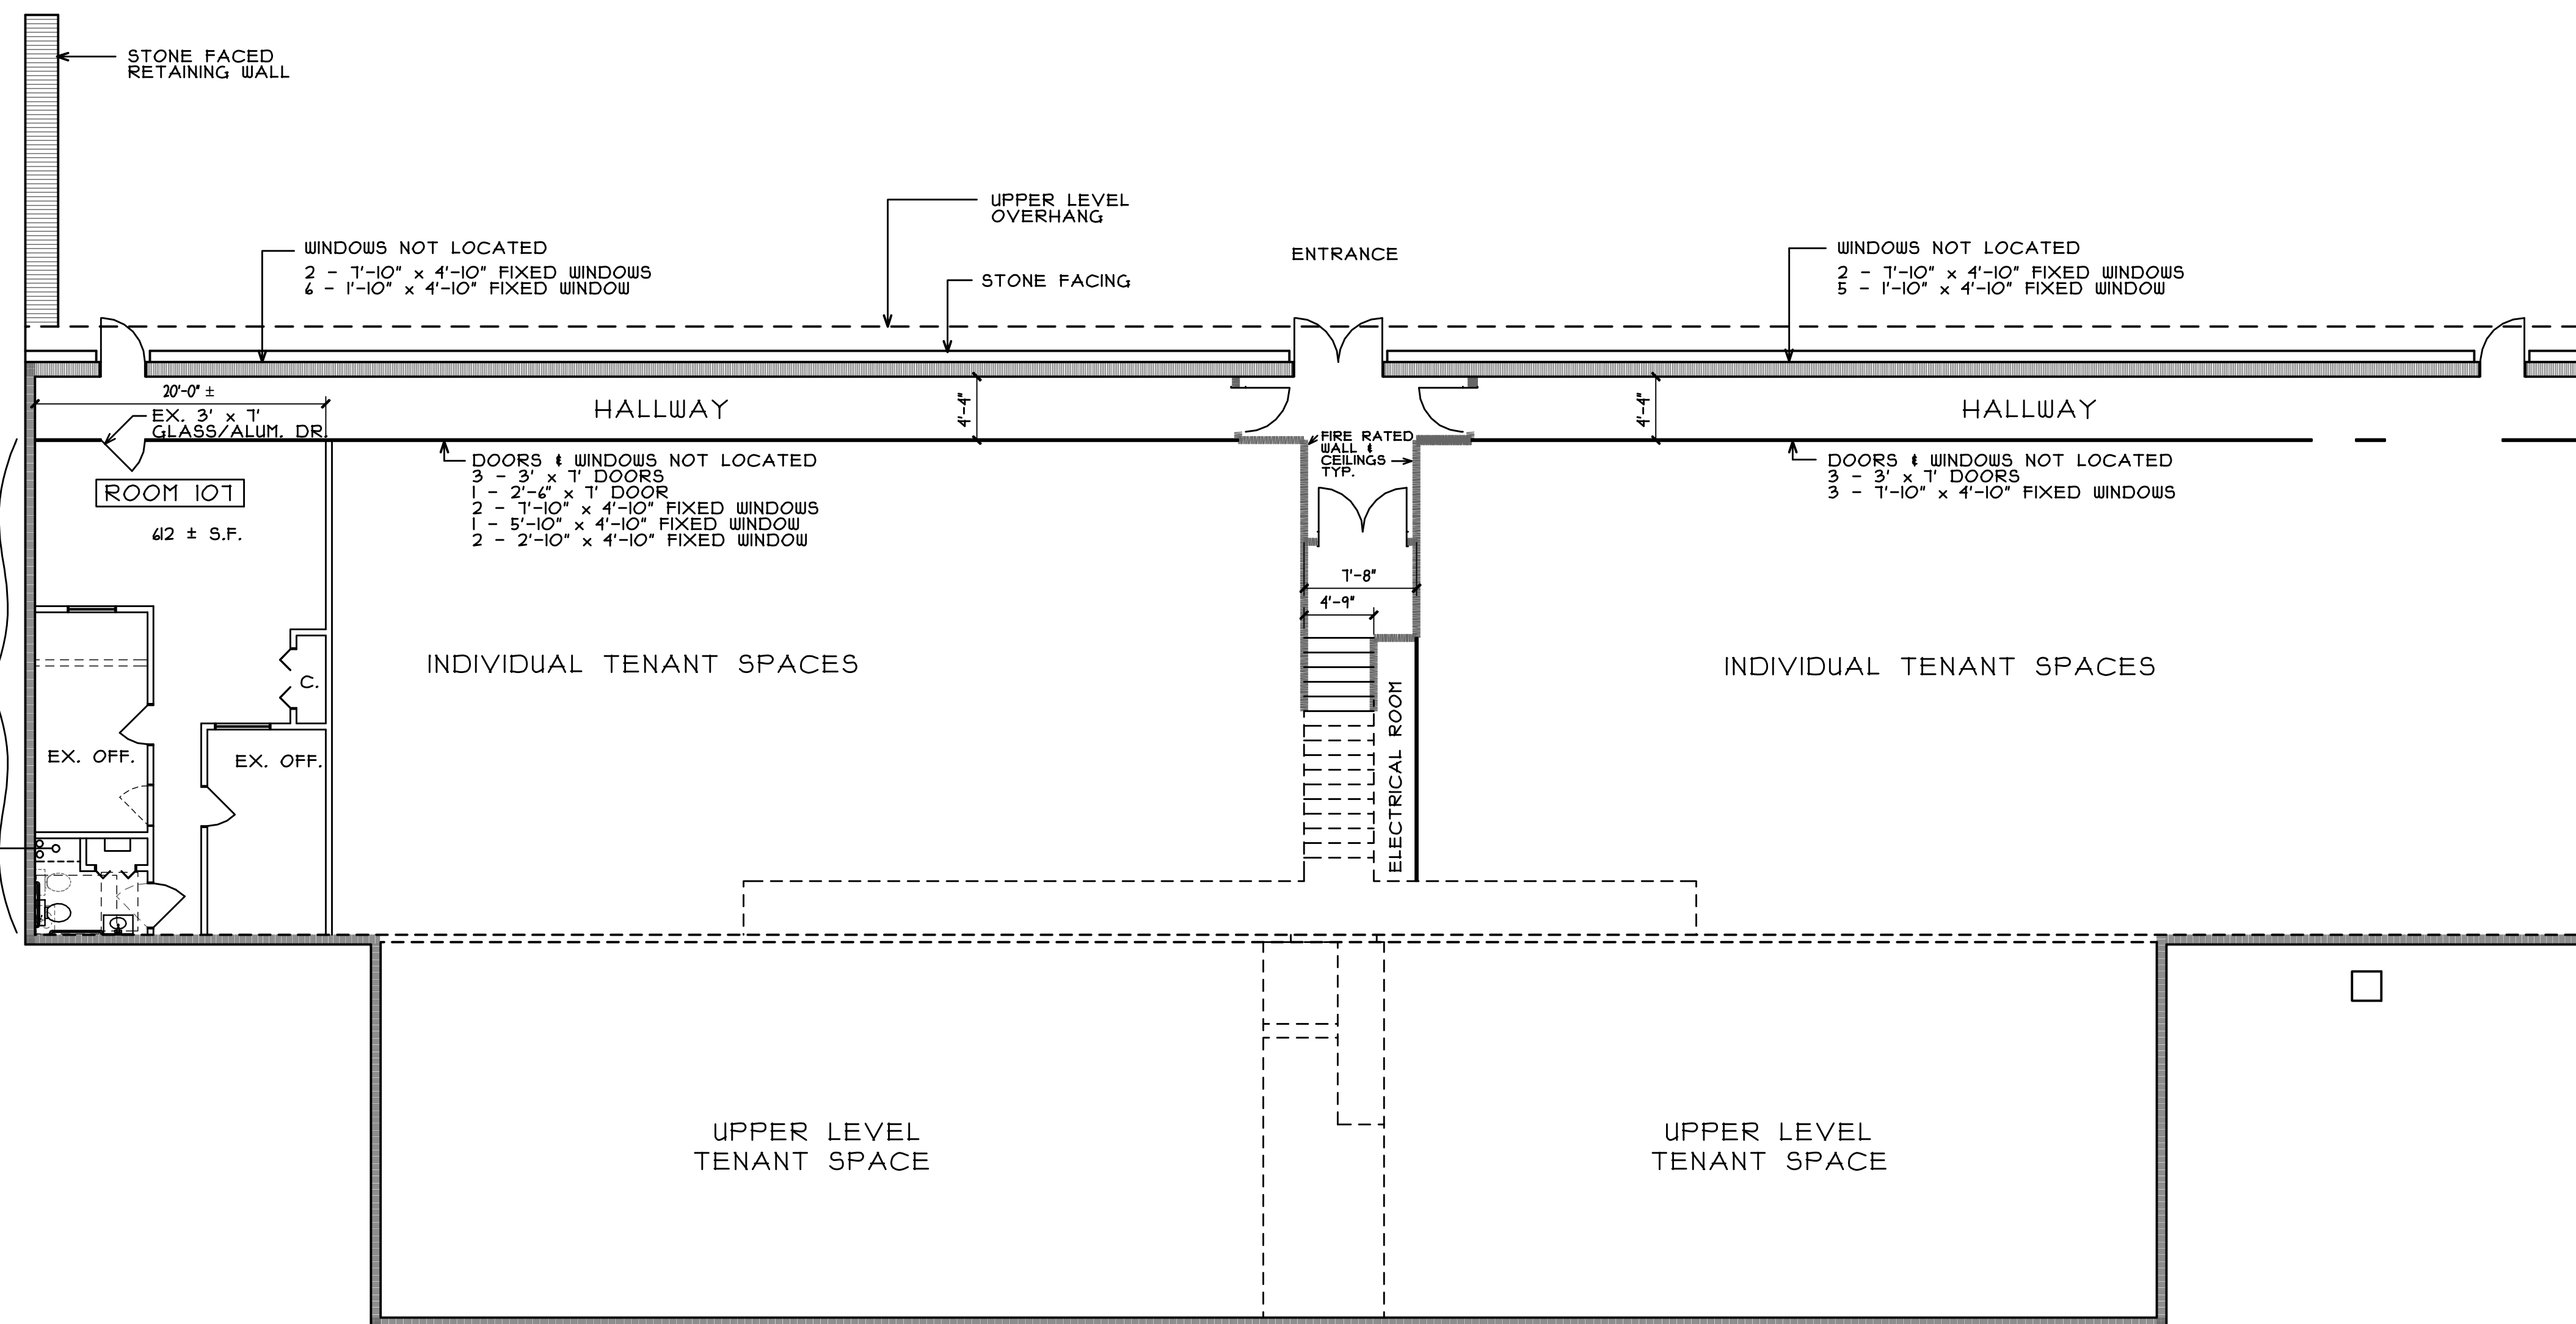 STONE FACED
RETAINING WALL
UPPER LEVEL
OVERHANG
ENTRANCE
WINDOWS NOT LOCATED
2 - 7'-10" x 4'-10" FIXED WINDOWS
6 - 1'-10" x 4'-10" FIXED WINDOW
STONE FACING
WINDOWS NOT LOCATED
2 - 7'-10" x 4'-10" FIXED WINDOWS
5 - 1'-10" x 4'-10" FIXED WINDOW
20'-0" ±
EX. 3' x 7'
GLASS/ALUM. DR.
HALLWAY
4'-4"
4'-4"
HALLWAY
FIRE RATED
WALL &
CEILINGS
TYP.
ROOM 107
612 ± S.F.
DOORS & WINDOWS NOT LOCATED
3 - 3' x 7' DOORS
1 - 2'-6" x 7' DOOR
2 - 7'-10" x 4'-10" FIXED WINDOWS
1 - 5'-10" x 4'-10" FIXED WINDOW
2 - 2'-10" x 4'-10" FIXED WINDOW
DOORS & WINDOWS NOT LOCATED
3 - 3' x 7' DOORS
3 - 7'-10" x 4'-10" FIXED WINDOWS
7'-8"
4'-9"
INDIVIDUAL TENANT SPACES
INDIVIDUAL TENANT SPACES
C.
EX. OFF.
EX. OFF.
ELECTRICAL ROOM
UPPER LEVEL
TENANT SPACE
UPPER LEVEL
TENANT SPACE